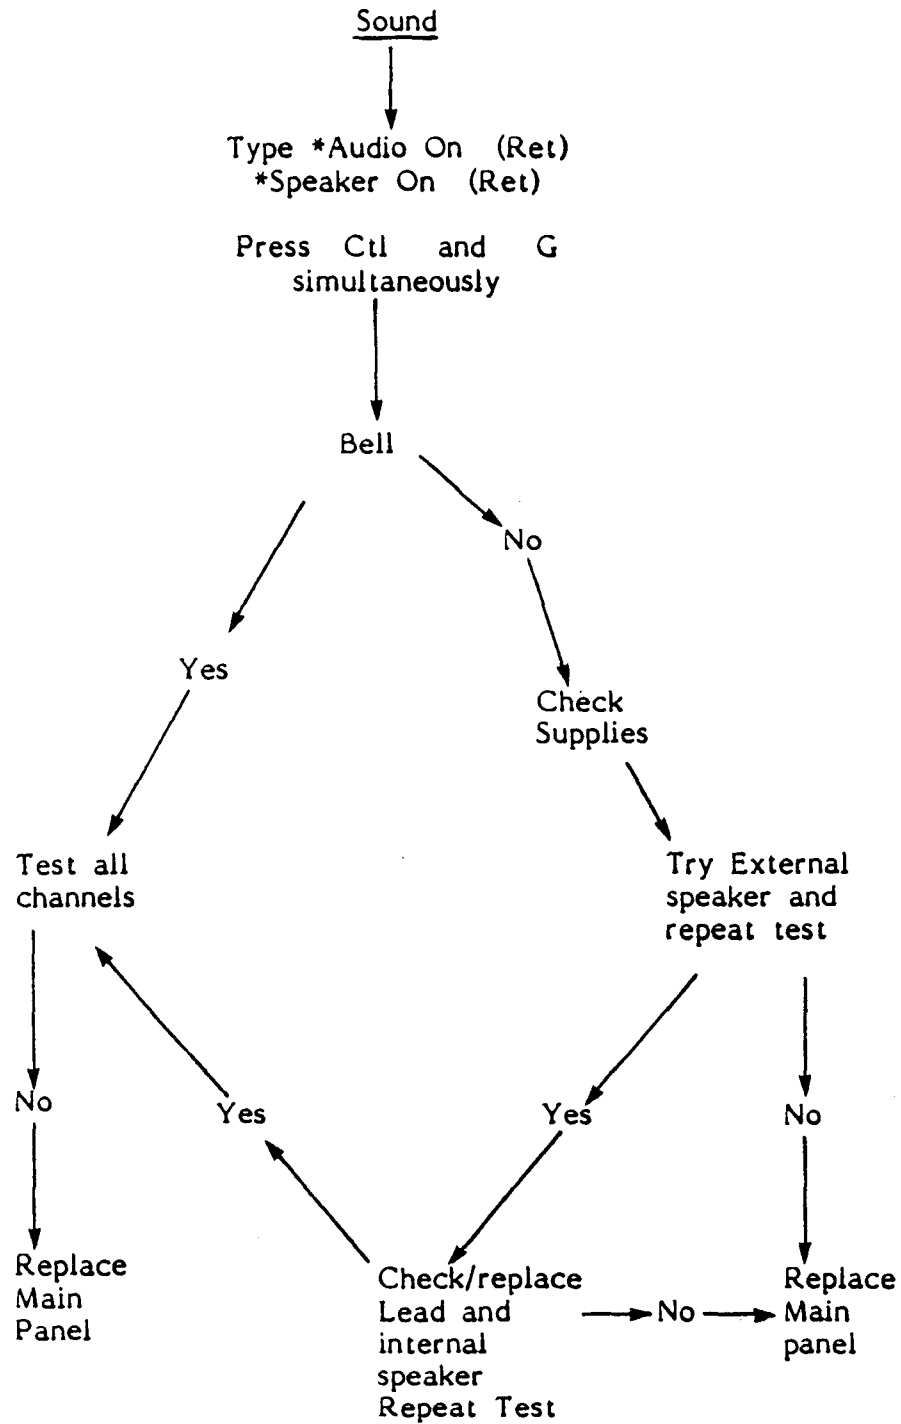 Sound
Type *Audio On (Ret)
*Speaker On (Ret)
Press Ctl and G
simultaneously
Bell
No
Yes
Check
Supplies
Test all
channels
Try External
speaker and
repeat test
No
Yes
Yes
No
Replace
Main
Panel
Check/replace
Lead and
internal
speaker
Repeat Test
No
Replace
Main
panel